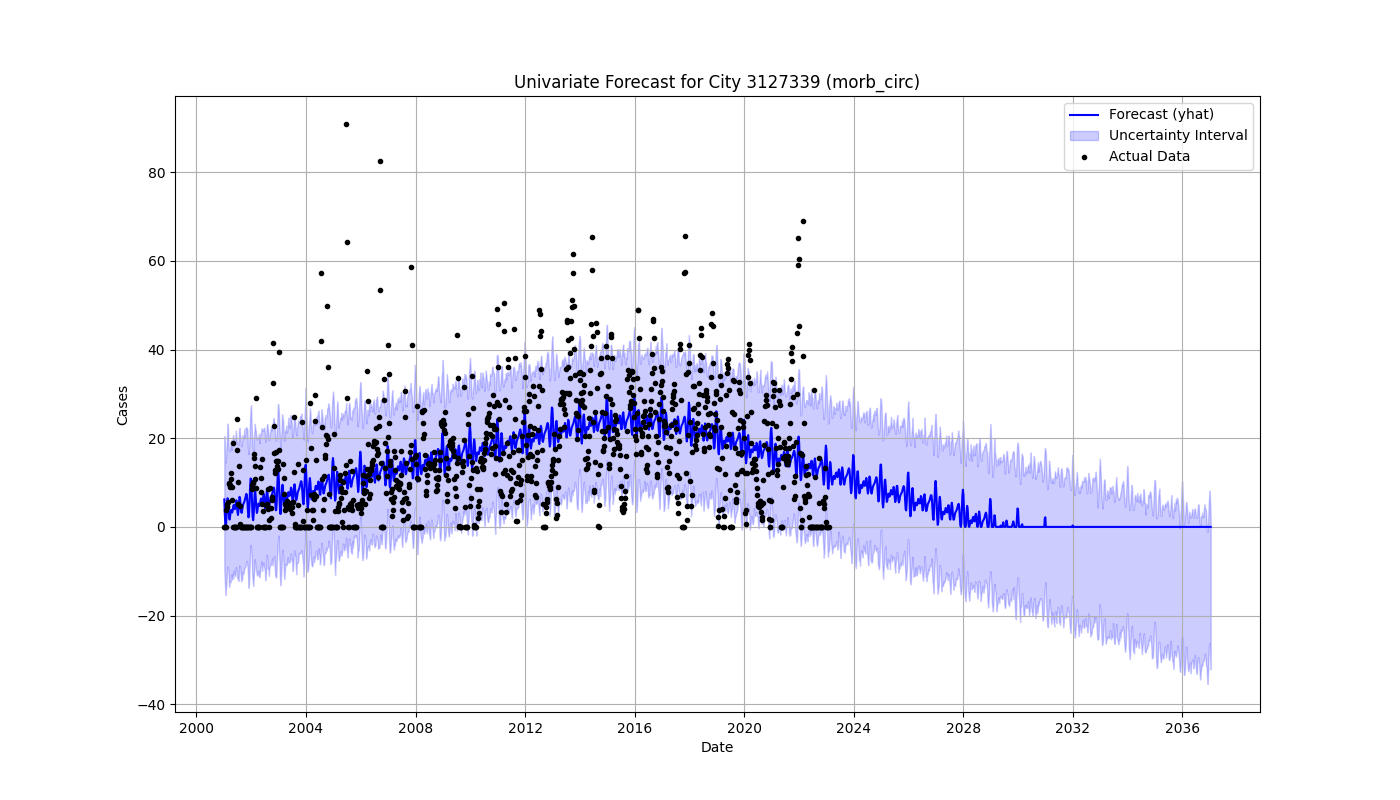 Univariate Forecast for City 3127339 (morb_circ)
Forecast (yhat)
Uncertainty Interval
Actual Data
Cases
80
60
40
20
0
−20
−40
2000 2004 2008 2012 2016 2020 2024 2028 2032 2036
Date